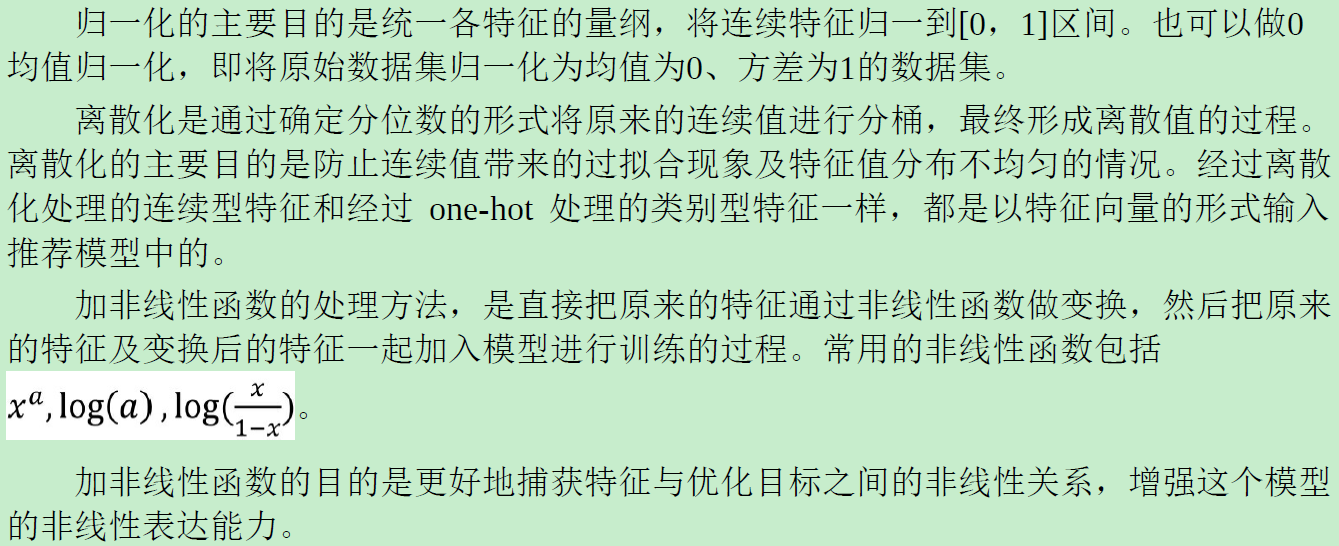 归一化的主要目的是统一各特征的量纲，将连续特征归一到[0，1]区间。也可以做0
均值归一化，即将原始数据集归一化为均值为0、方差为1的数据集。
离散化是通过确定分位数的形式将原来的连续值进行分桶，最终形成离散值的过程。
离散化的主要目的是防止连续值带来的过拟合现象及特征值分布不均匀的情况。经过离散
化处理的连续型特征和经过 one-hot 处理的类别型特征一样，都是以特征向量的形式输入
推荐模型中的。
加非线性函数的处理方法，是直接把原来的特征通过非线性函数做变换，然后把原来
的特征及变换后的特征一起加入模型进行训练的过程。常用的非线性函数包括
xᵃ,log(a) ,log(x/1−x)。
加非线性函数的目的是更好地捕获特征与优化目标之间的非线性关系，增强这个模型
的非线性表达能力。